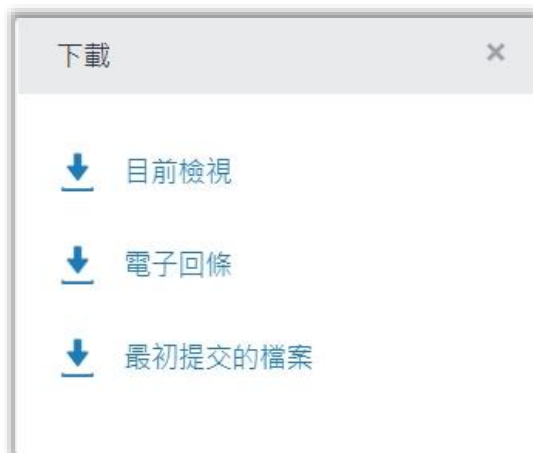 下載
目前檢視
電子回條
最初提交的檔案